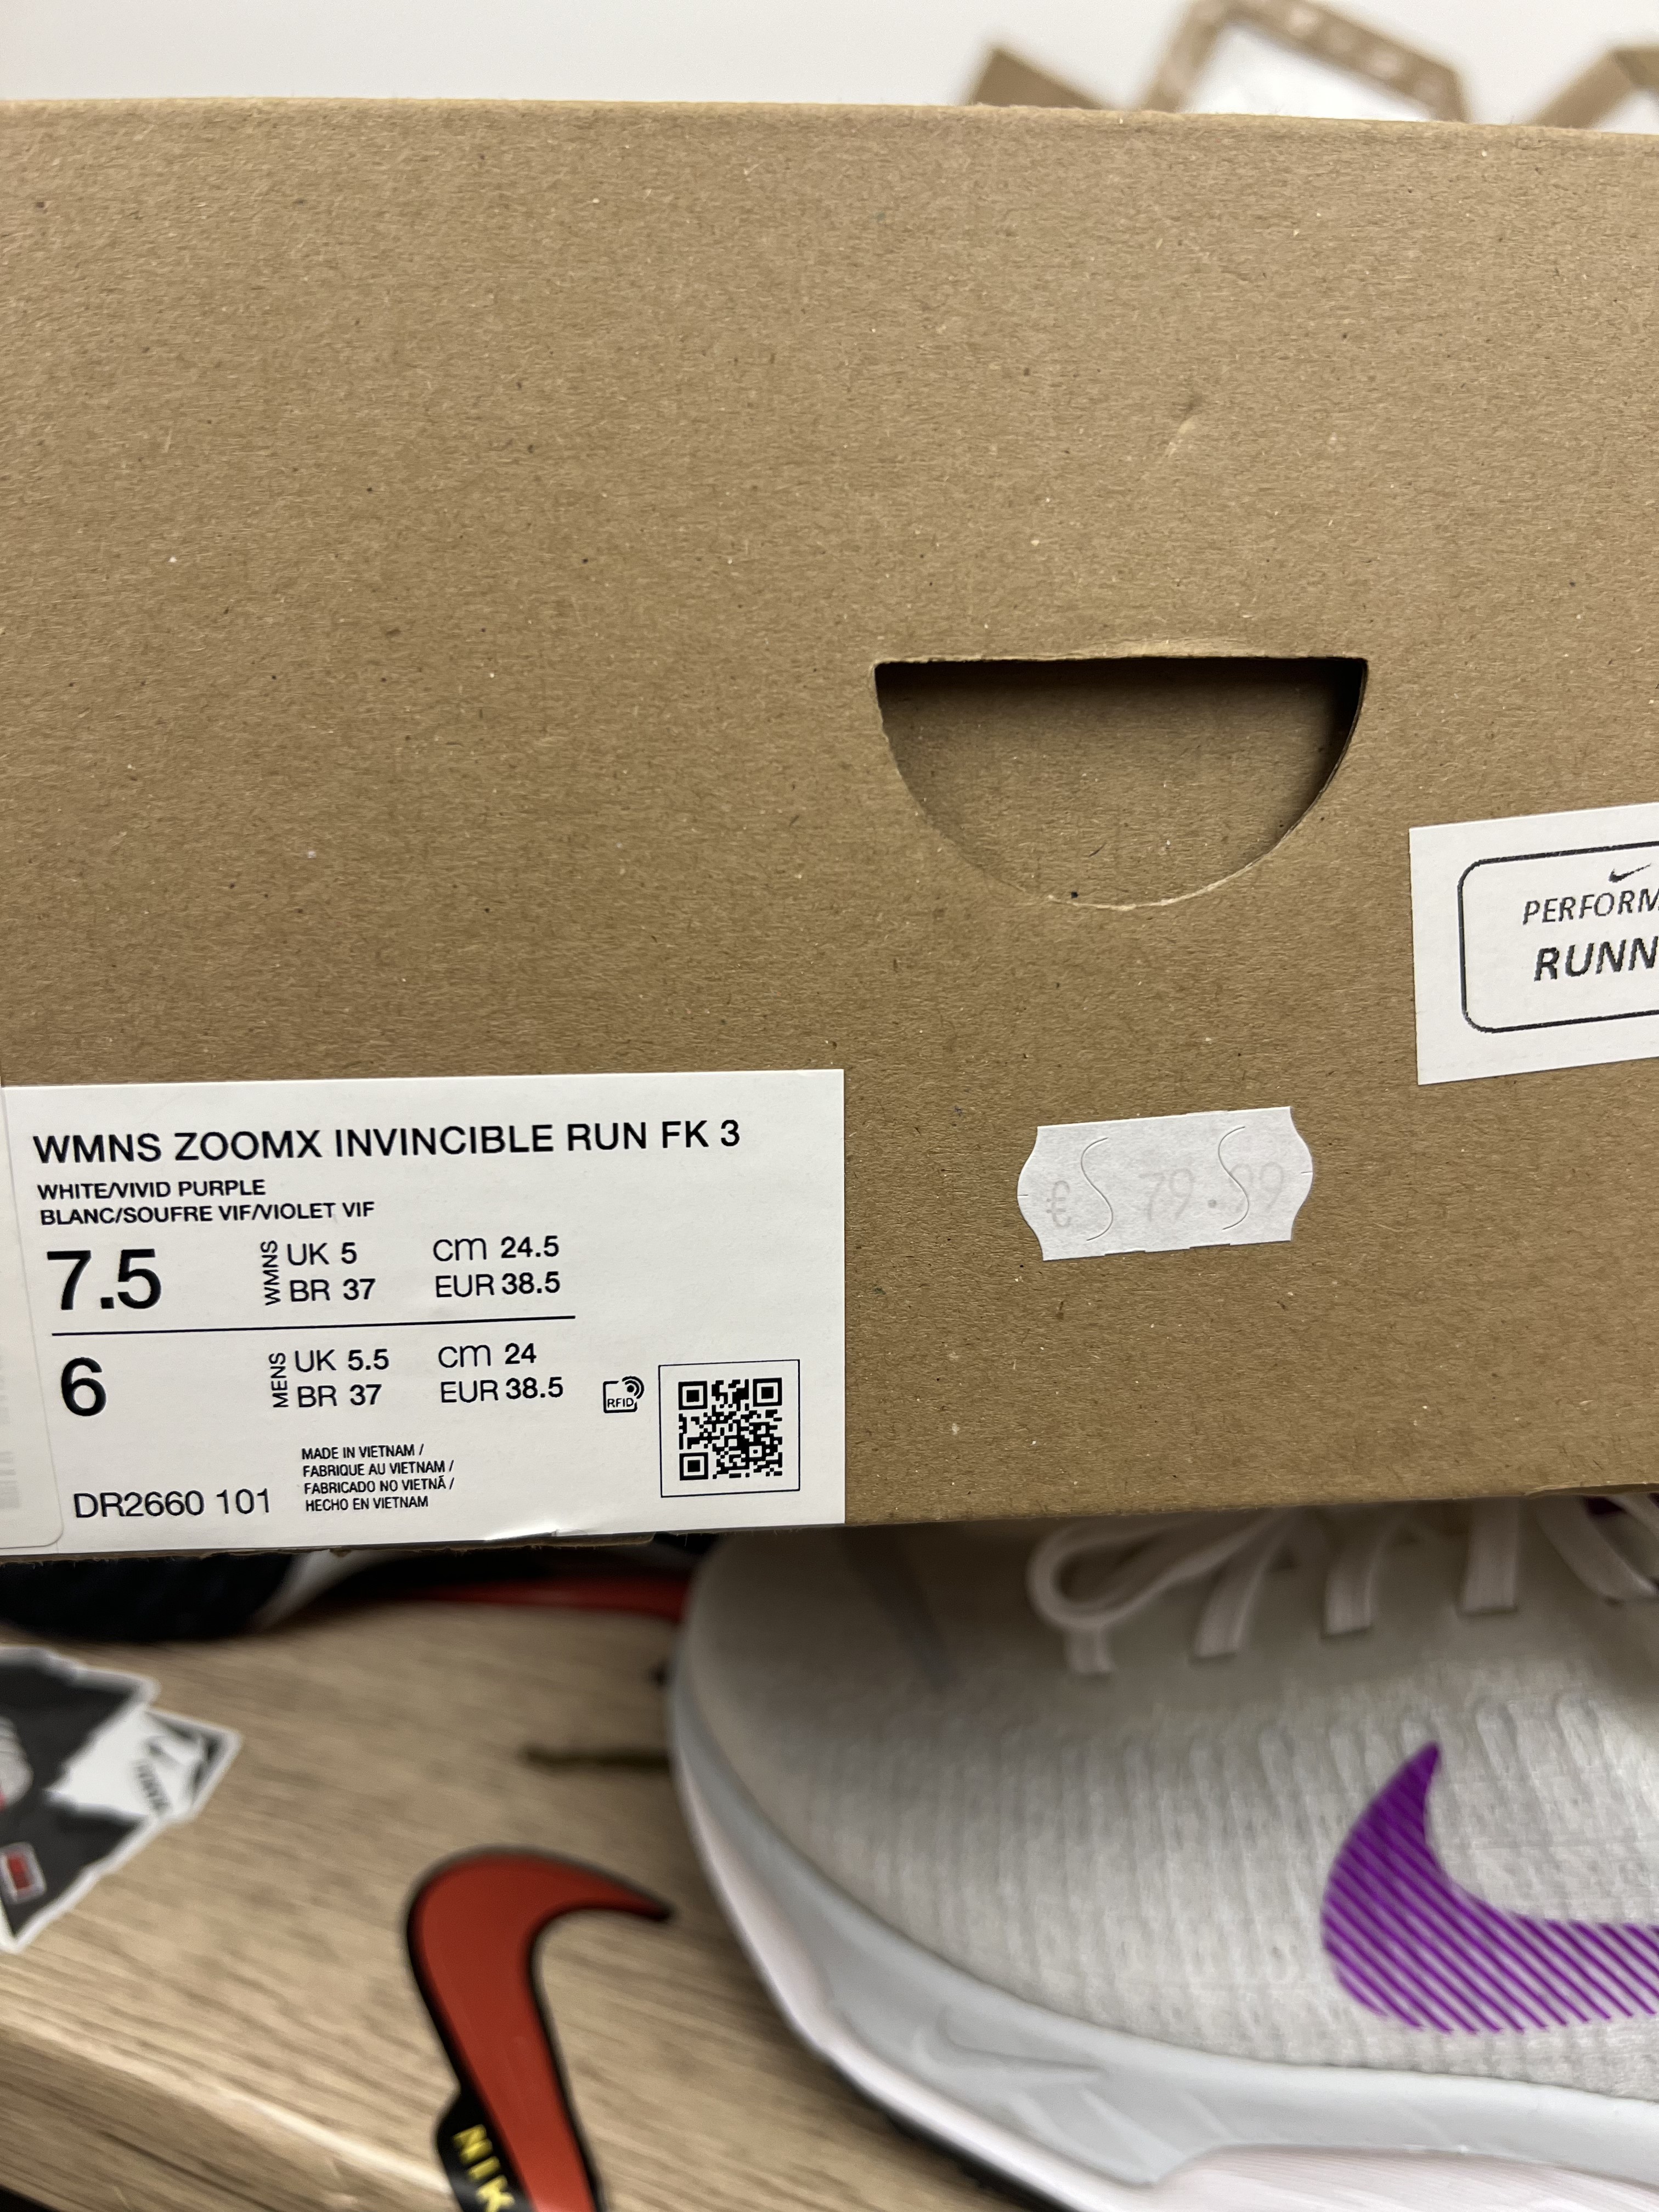 PERFORM
RUNN
€ 79.99
WMNS ZOOMX INVINCIBLE RUN FK 3
WHITE/VIVID PURPLE
BLANC/SOUFRE VIF/VIOLET VIF
7.5 WMNS UK 5 cm 24.5
BR 37 EUR 38.5
6 MENS UK 5.5 cm 24
BR 37 EUR 38.5
RFID
MADE IN VIETNAM /
FABRIQUE AU VIETNAM /
FABRICADO NO VIETNÃ /
HECHO EN VIETNAM
DR2660 101
NIK